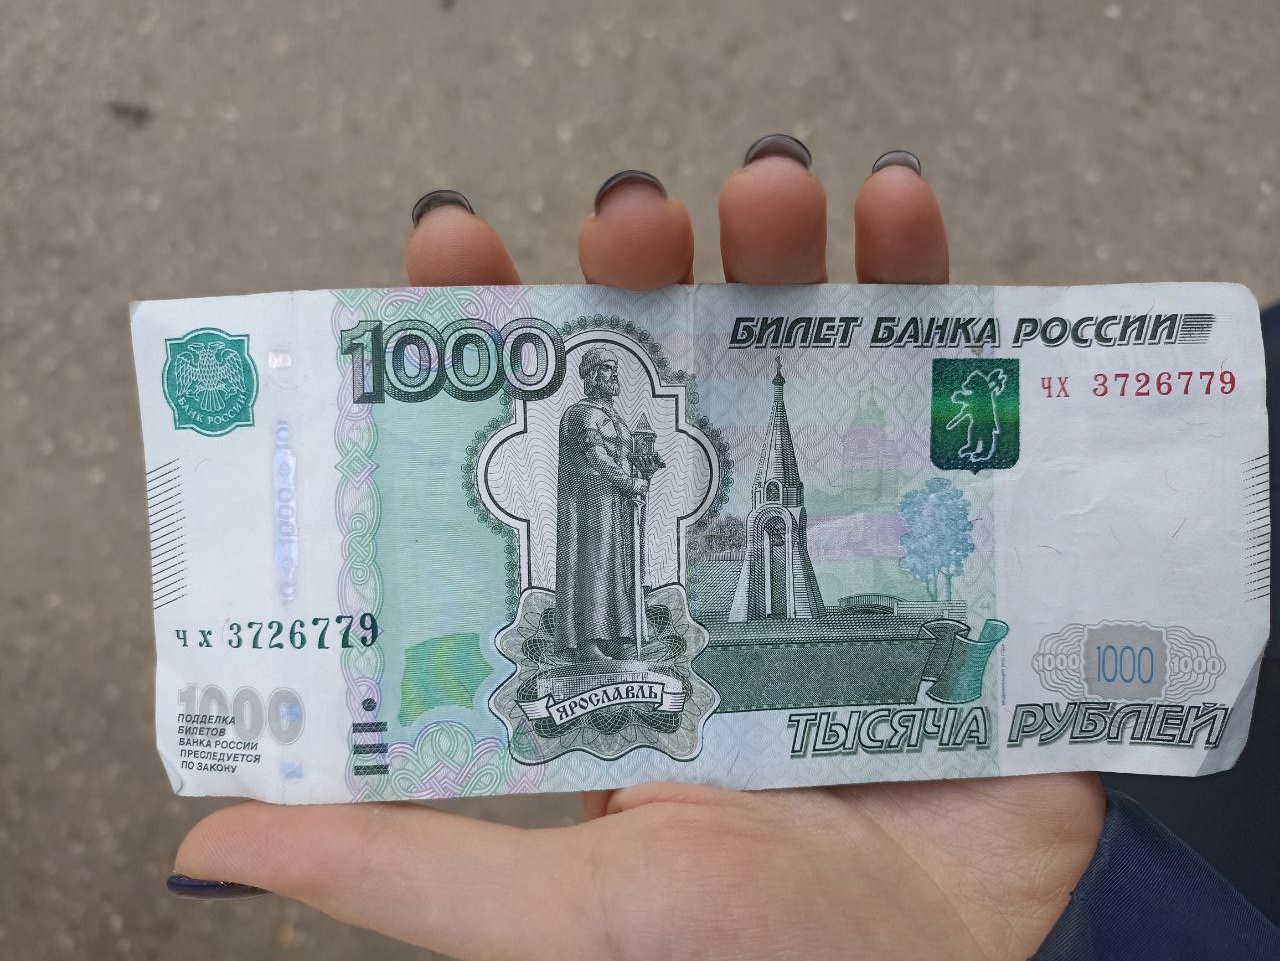 БАНК РОССИИ
1000
БИЛЕТ БАНКА РОССИИ
чх 3726779
1000
чх 3726779
ЯРОСЛАВЛЬ
1000 1000 1000
1000
ПОДДЕЛКА
БИЛЕТОВ
БАНКА РОССИИ
ПРЕСЛЕДУЕТСЯ
ПО ЗАКОНУ
ТЫСЯЧА РУБЛЕЙ